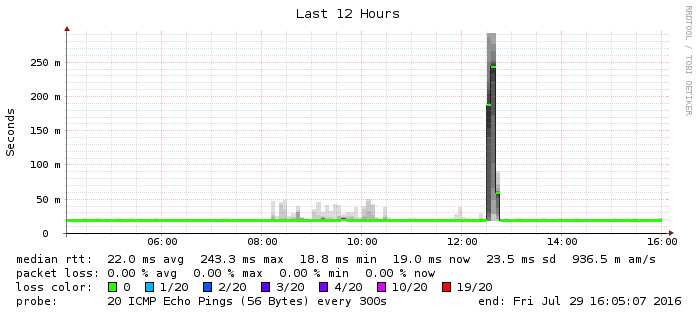 Last 12 Hours
RRDTOOL / TOBI OETIKER
Seconds
250 m
200 m
150 m
100 m
50 m
0
06:00 08:00 10:00 12:00 14:00 16:00
median rtt: 22.0 ms avg 243.3 ms max 18.8 ms min 19.0 ms now 23.5 ms sd 936.5 m am/s
packet loss: 0.00 % avg 0.00 % max 0.00 % min 0.00 % now
loss color: 0 1/20 2/20 3/20 4/20 10/20 19/20
probe: 20 ICMP Echo Pings (56 Bytes) every 300s end: Fri Jul 29 16:05:07 2016